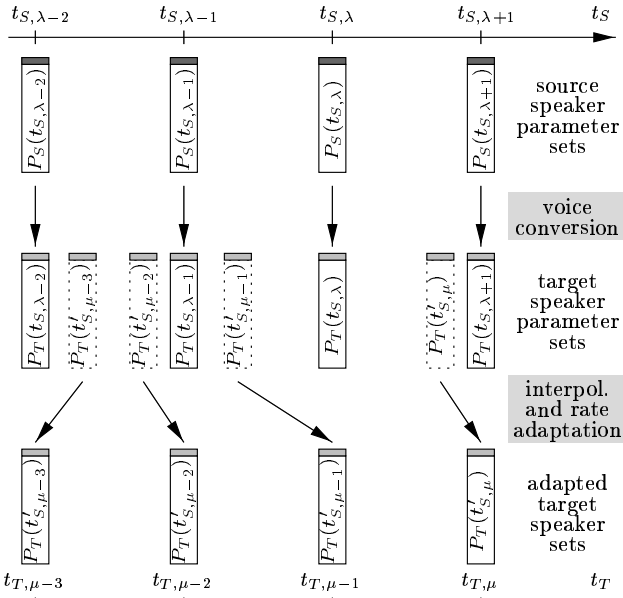 t_{S,λ−2} t_{S,λ−1} t_{S,λ} t_{S,λ+1} t_S
P_S(t_{S,λ−2}) P_S(t_{S,λ−1}) P_S(t_{S,λ}) P_S(t_{S,λ+1})
source
speaker
parameter
sets
voice
conversion
P_T(t_{S,λ−2}) P_T(t'_{S,μ−3}) P_T(t'_{S,μ−2}) P_T(t_{S,λ−1}) P_T(t'_{S,μ−1}) P_T(t_{S,λ}) P_T(t'_{S,μ}) P_T(t_{S,λ+1})
target
speaker
parameter
sets
interpol.
and rate
adaptation
P_T(t'_{S,μ−3}) P_T(t'_{S,μ−2}) P_T(t'_{S,μ−1}) P_T(t'_{S,μ})
adapted
target
speaker
sets
t_{T,μ−3} t_{T,μ−2} t_{T,μ−1} t_{T,μ} t_T